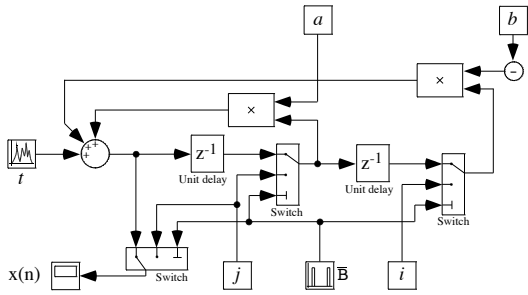 a
b
−
×
×
+
+
+
t
z-1
Unit delay
Switch
z-1
Unit delay
Switch
x(n)
Switch
j
B̅
i